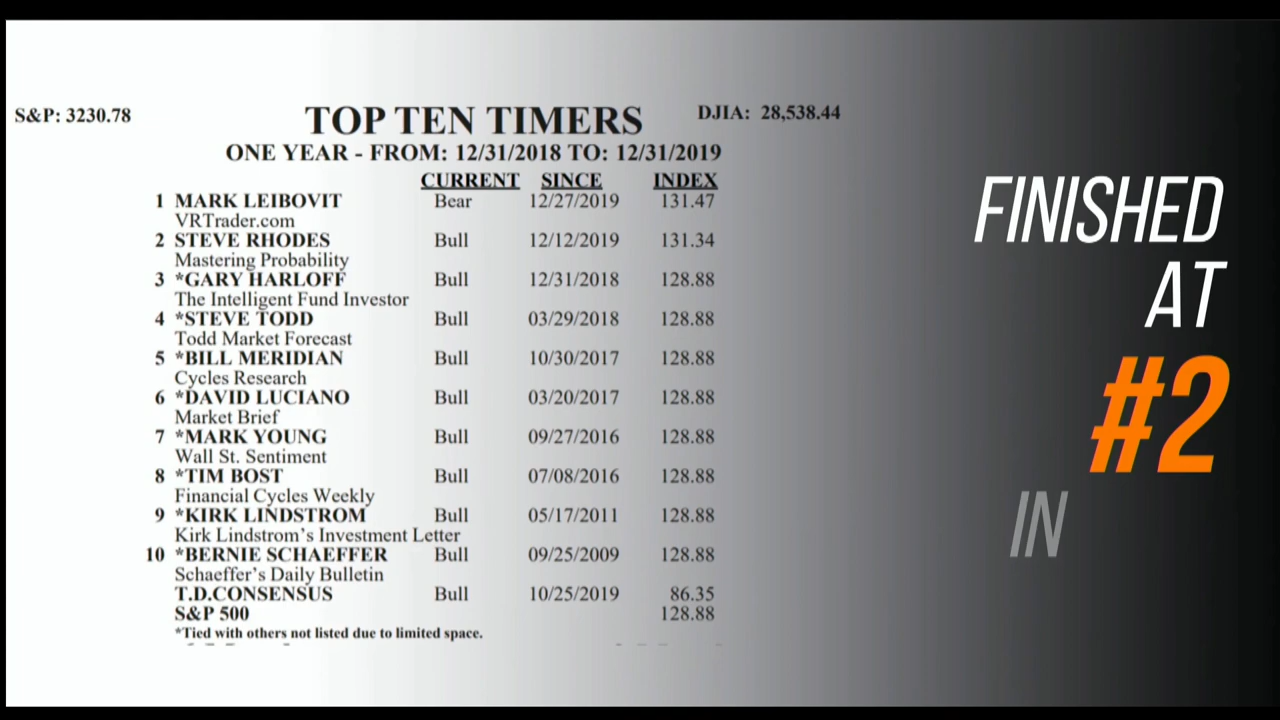 S&P: 3230.78
TOP TEN TIMERS
DJIA: 28,538.44
ONE YEAR - FROM: 12/31/2018 TO: 12/31/2019
CURRENT SINCE INDEX
1 MARK LEIBOVIT Bear 12/27/2019 131.47
VRTrader.com
2 STEVE RHODES Bull 12/12/2019 131.34
Mastering Probability
3 *GARY HARLOFF Bull 12/31/2018 128.88
The Intelligent Fund Investor
4 *STEVE TODD Bull 03/29/2018 128.88
Todd Market Forecast
5 *BILL MERIDIAN Bull 10/30/2017 128.88
Cycles Research
6 *DAVID LUCIANO Bull 03/20/2017 128.88
Market Brief
7 *MARK YOUNG Bull 09/27/2016 128.88
Wall St. Sentiment
8 *TIM BOST Bull 07/08/2016 128.88
Financial Cycles Weekly
9 *KIRK LINDSTROM Bull 05/17/2011 128.88
Kirk Lindstrom's Investment Letter
10 *BERNIE SCHAEFFER Bull 09/25/2009 128.88
Schaeffer's Daily Bulletin
T.D.CONSENSUS Bull 10/25/2019 86.35
S&P 500 128.88
*Tied with others not listed due to limited space.
FINISHED
AT
#2
IN